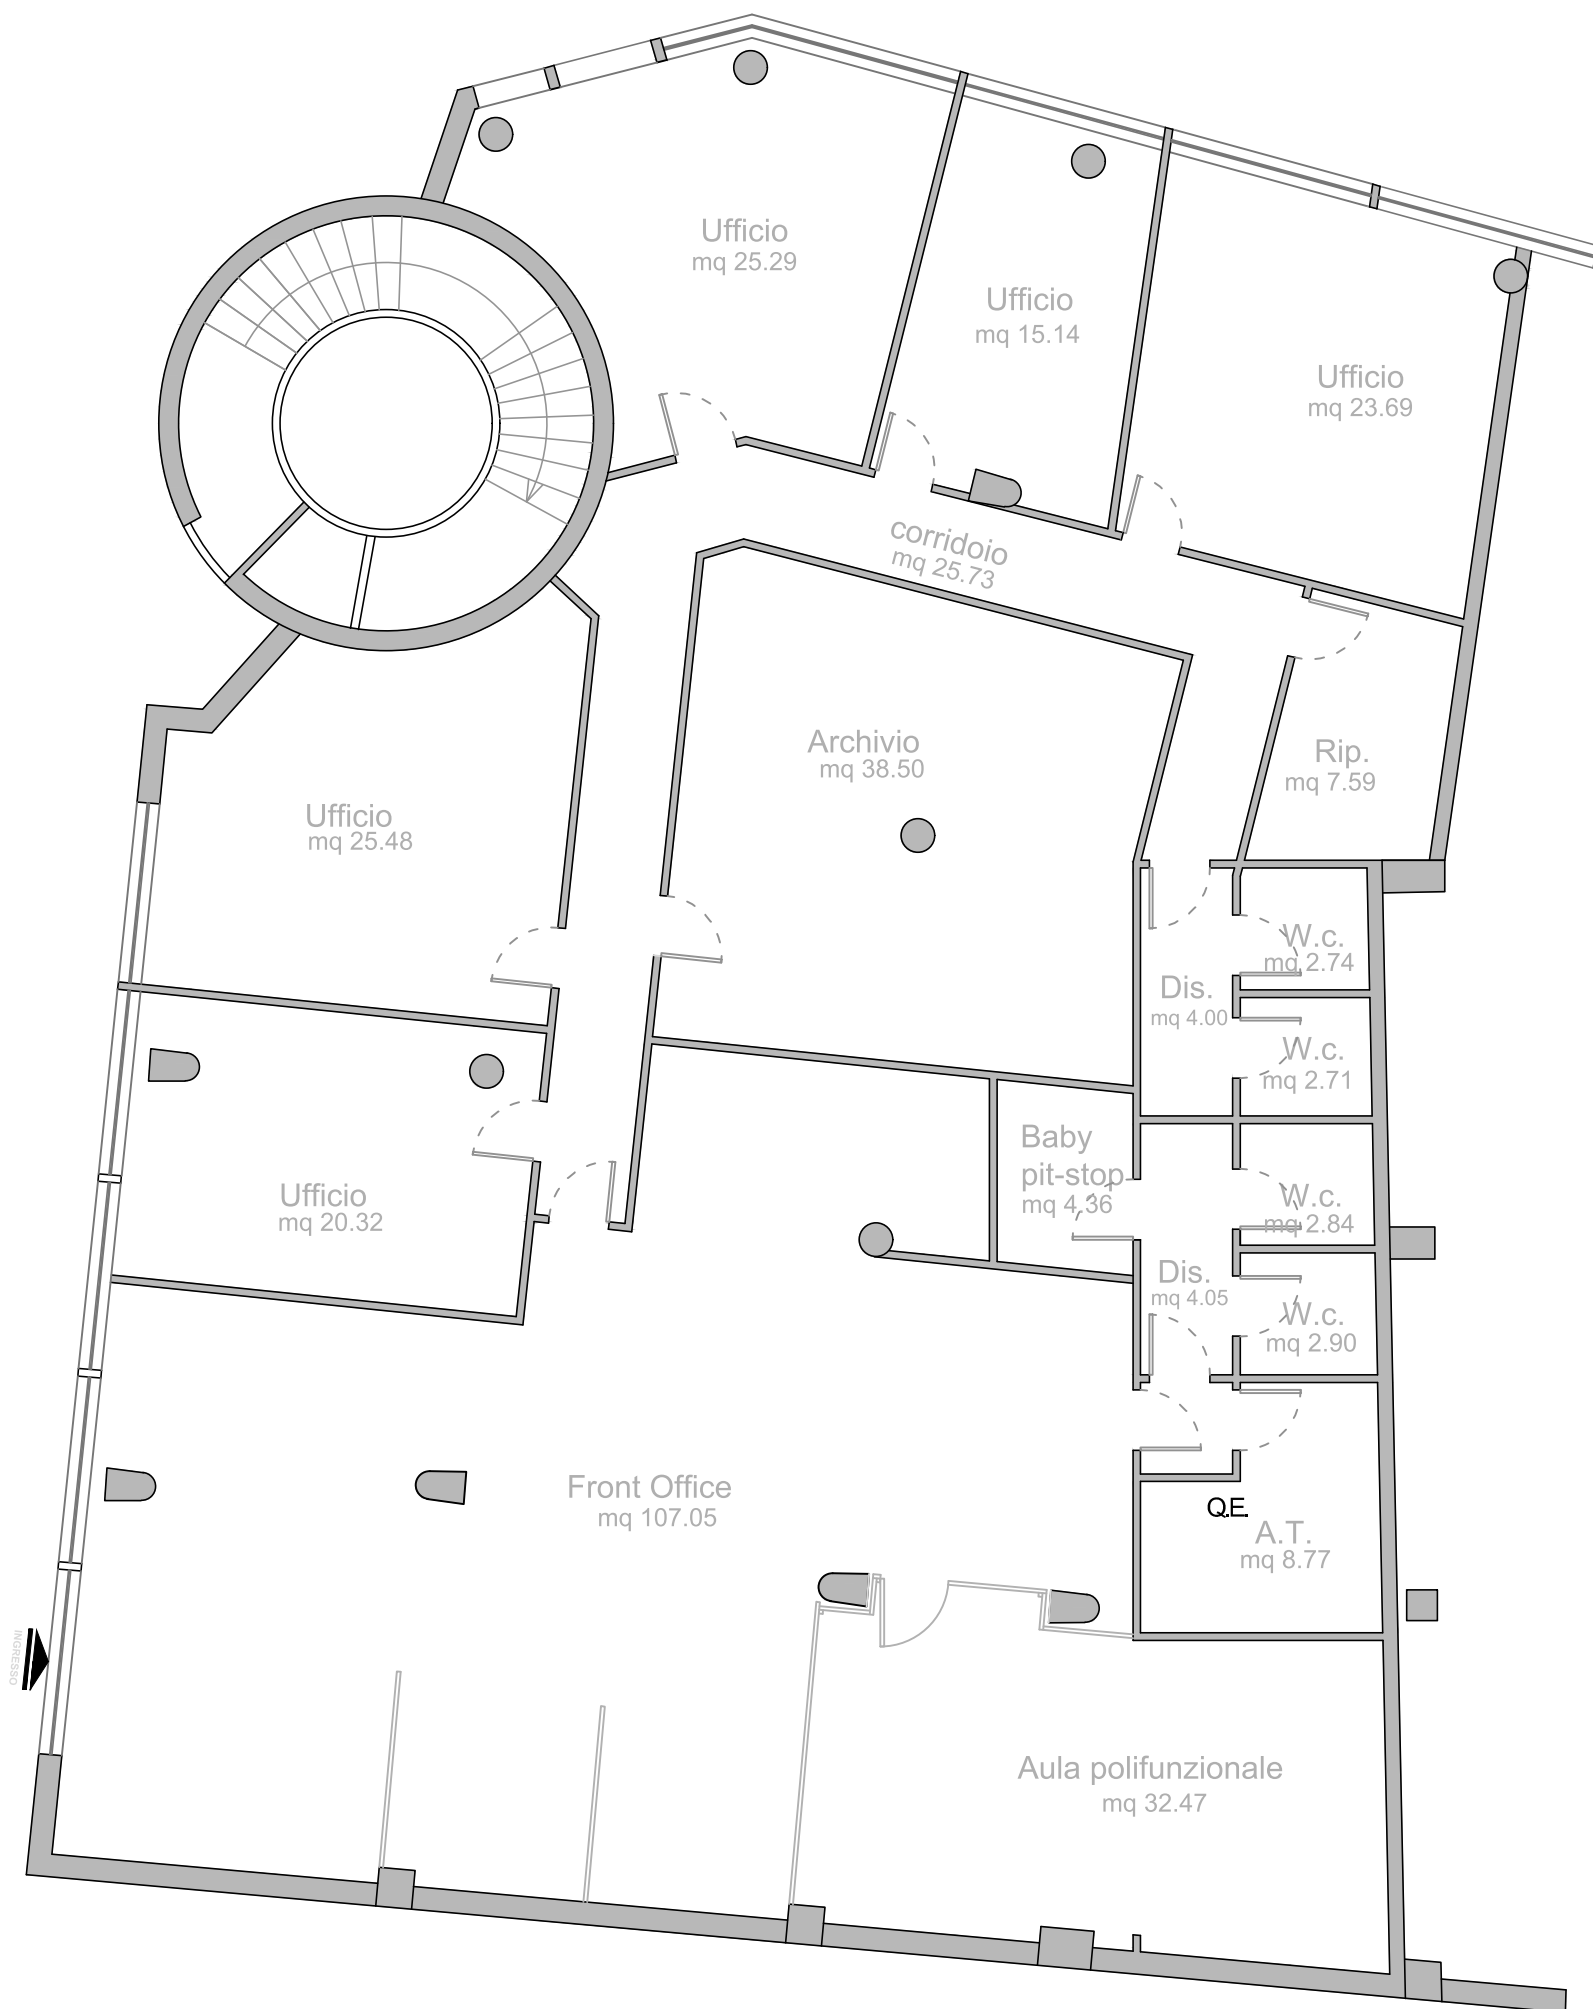 Ufficio
mq 25.29
Ufficio
mq 15.14
Ufficio
mq 23.69
corridoio
mq 25.73
Archivio
mq 38.50
Rip.
mq 7.59
Ufficio
mq 25.48
W.c.
mq 2.74
Dis.
mq 4.00
W.c.
mq 2.71
Baby
pit-stop
mq 4.36
Ufficio
mq 20.32
W.c.
mq 2.84
Dis.
mq 4.05
W.c.
mq 2.90
Front Office
mq 107.05
Q.E.
A.T.
mq 8.77
INGRESSO
Aula polifunzionale
mq 32.47